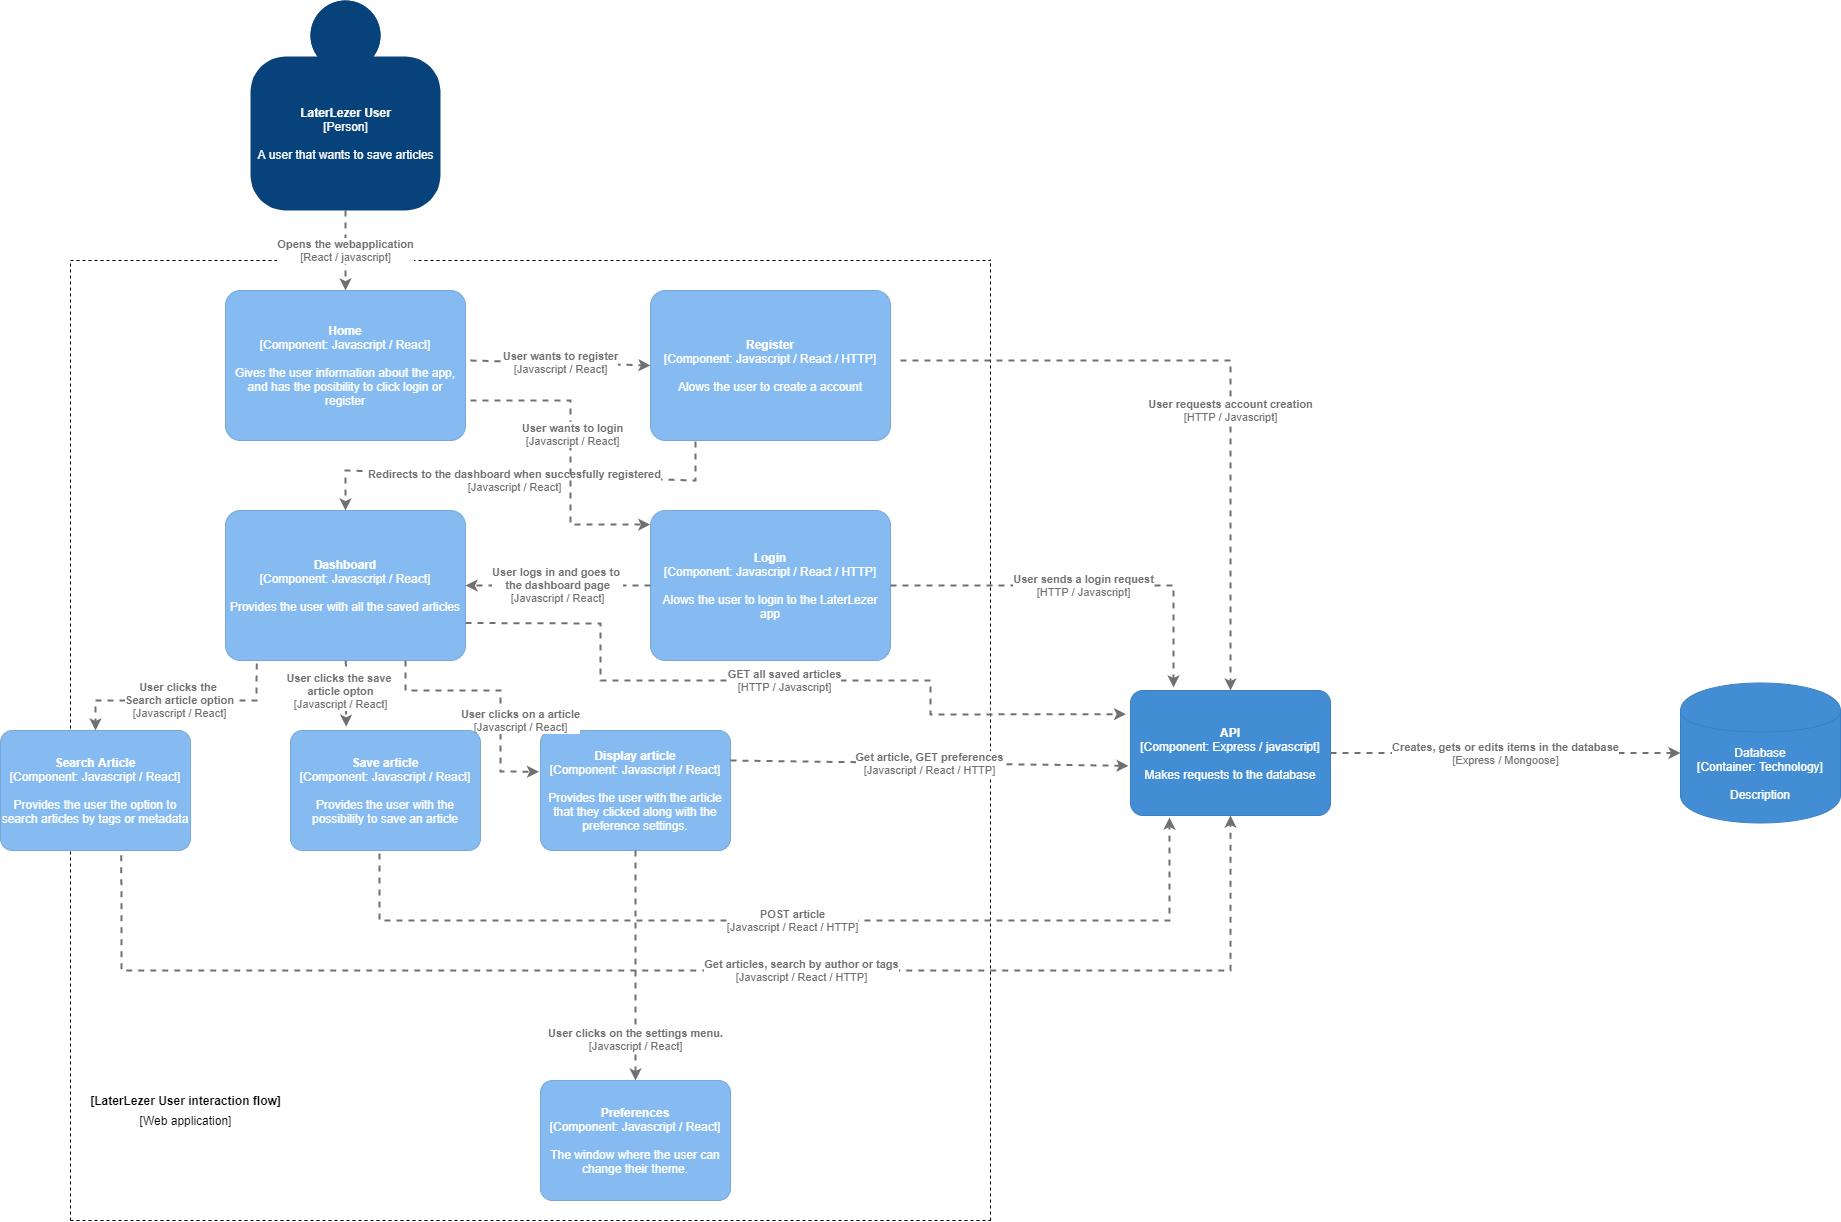 LaterLezer User
[Person]
A user that wants to save articles
Opens the webapplication
[React / javascript]
Home
[Component: Javascript / React]
Gives the user information about the app,
and has the posibility to click login or
register
User wants to register
[Javascript / React]
Register
[Component: Javascript / React / HTTP]
Alows the user to create a account
User requests account creation
[HTTP / Javascript]
User wants to login
[Javascript / React]
Redirects to the dashboard when succesfully registered
[Javascript / React]
Dashboard
[Component: Javascript / React]
Provides the user with all the saved articles
User logs in and goes to
the dashboard page
[Javascript / React]
Login
[Component: Javascript / React / HTTP]
Alows the user to login to the LaterLezer
app
User sends a login request
[HTTP / Javascript]
GET all saved articles
[HTTP / Javascript]
User clicks the
Search article option
[Javascript / React]
User clicks the save
article opton
[Javascript / React]
User clicks on a article
[Javascript / React]
Search Article
[Component: Javascript / React]
Provides the user the option to
search articles by tags or metadata
Save article
[Component: Javascript / React]
Provides the user with the
possibility to save an article
Display article
[Component: Javascript / React]
Provides the user with the article
that they clicked along with the
preference settings.
Get article, GET preferences
[Javascript / React / HTTP]
API
[Component: Express / javascript]
Makes requests to the database
Creates, gets or edits items in the database
[Express / Mongoose]
Database
[Container: Technology]
Description
POST article
[Javascript / React / HTTP]
Get articles, search by author or tags
[Javascript / React / HTTP]
User clicks on the settings menu.
[Javascript / React]
Preferences
[Component: Javascript / React]
The window where the user can
change their theme.
[LaterLezer User interaction flow]
[Web application]